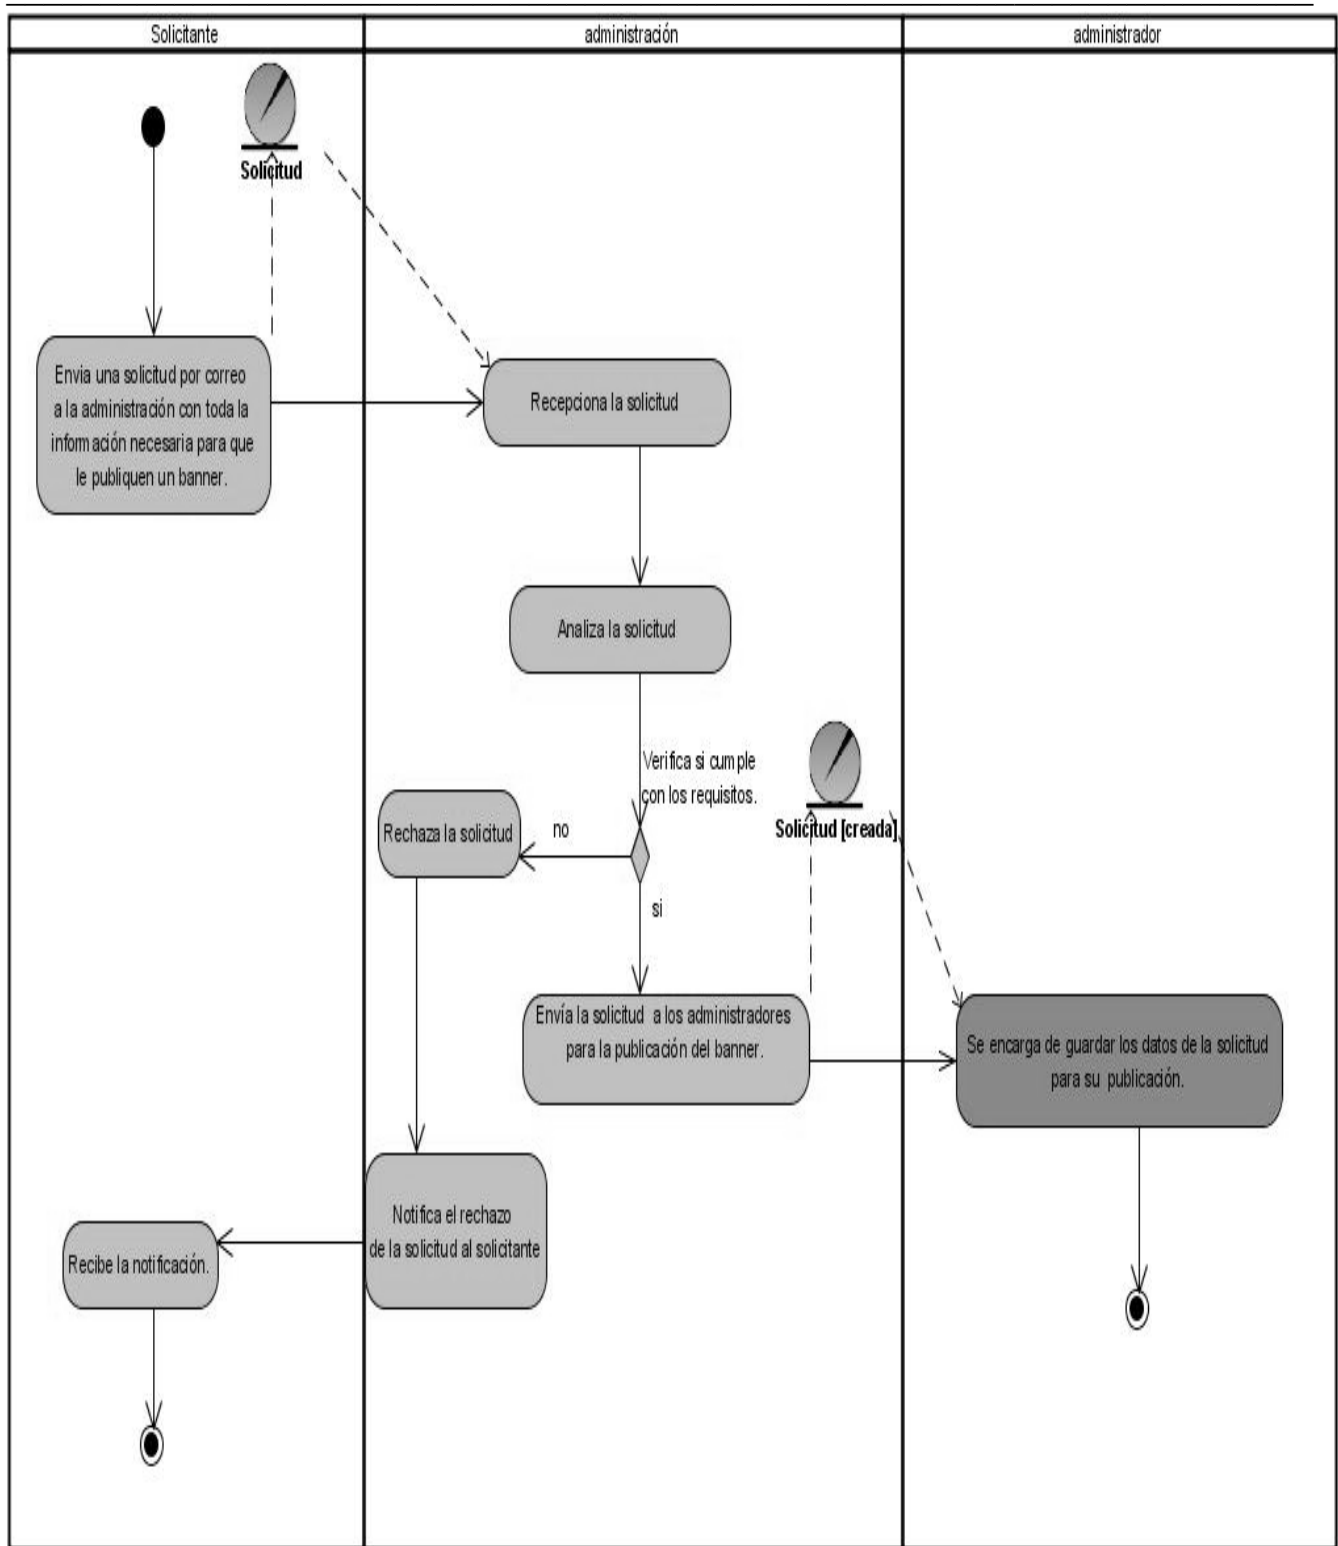 Solicitante
administración
administrador
Solicitud
Envia una solicitud por correo
a la administración con toda la
información necesaria para que
le publiquen un banner.
Recepciona la solicitud
Analiza la solicitud
Verifica si cumple
con los requisitos.
Solicitud [creada]
Rechaza la solicitud
no
si
Envía la solicitud a los administradores
para la publicación del banner.
Se encarga de guardar los datos de la solicitud
para su publicación.
Notifica el rechazo
de la solicitud al solicitante
Recibe la notificación.